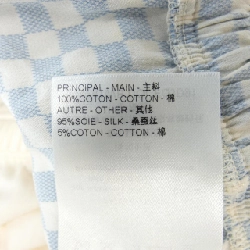 PRINCIPAL - MAIN - 主料
100%COTON - COTTON - 棉
AUTRE - OTHER - 其他
95%SOIE - SILK - 桑蚕丝
5%COTON - COTTON - 棉